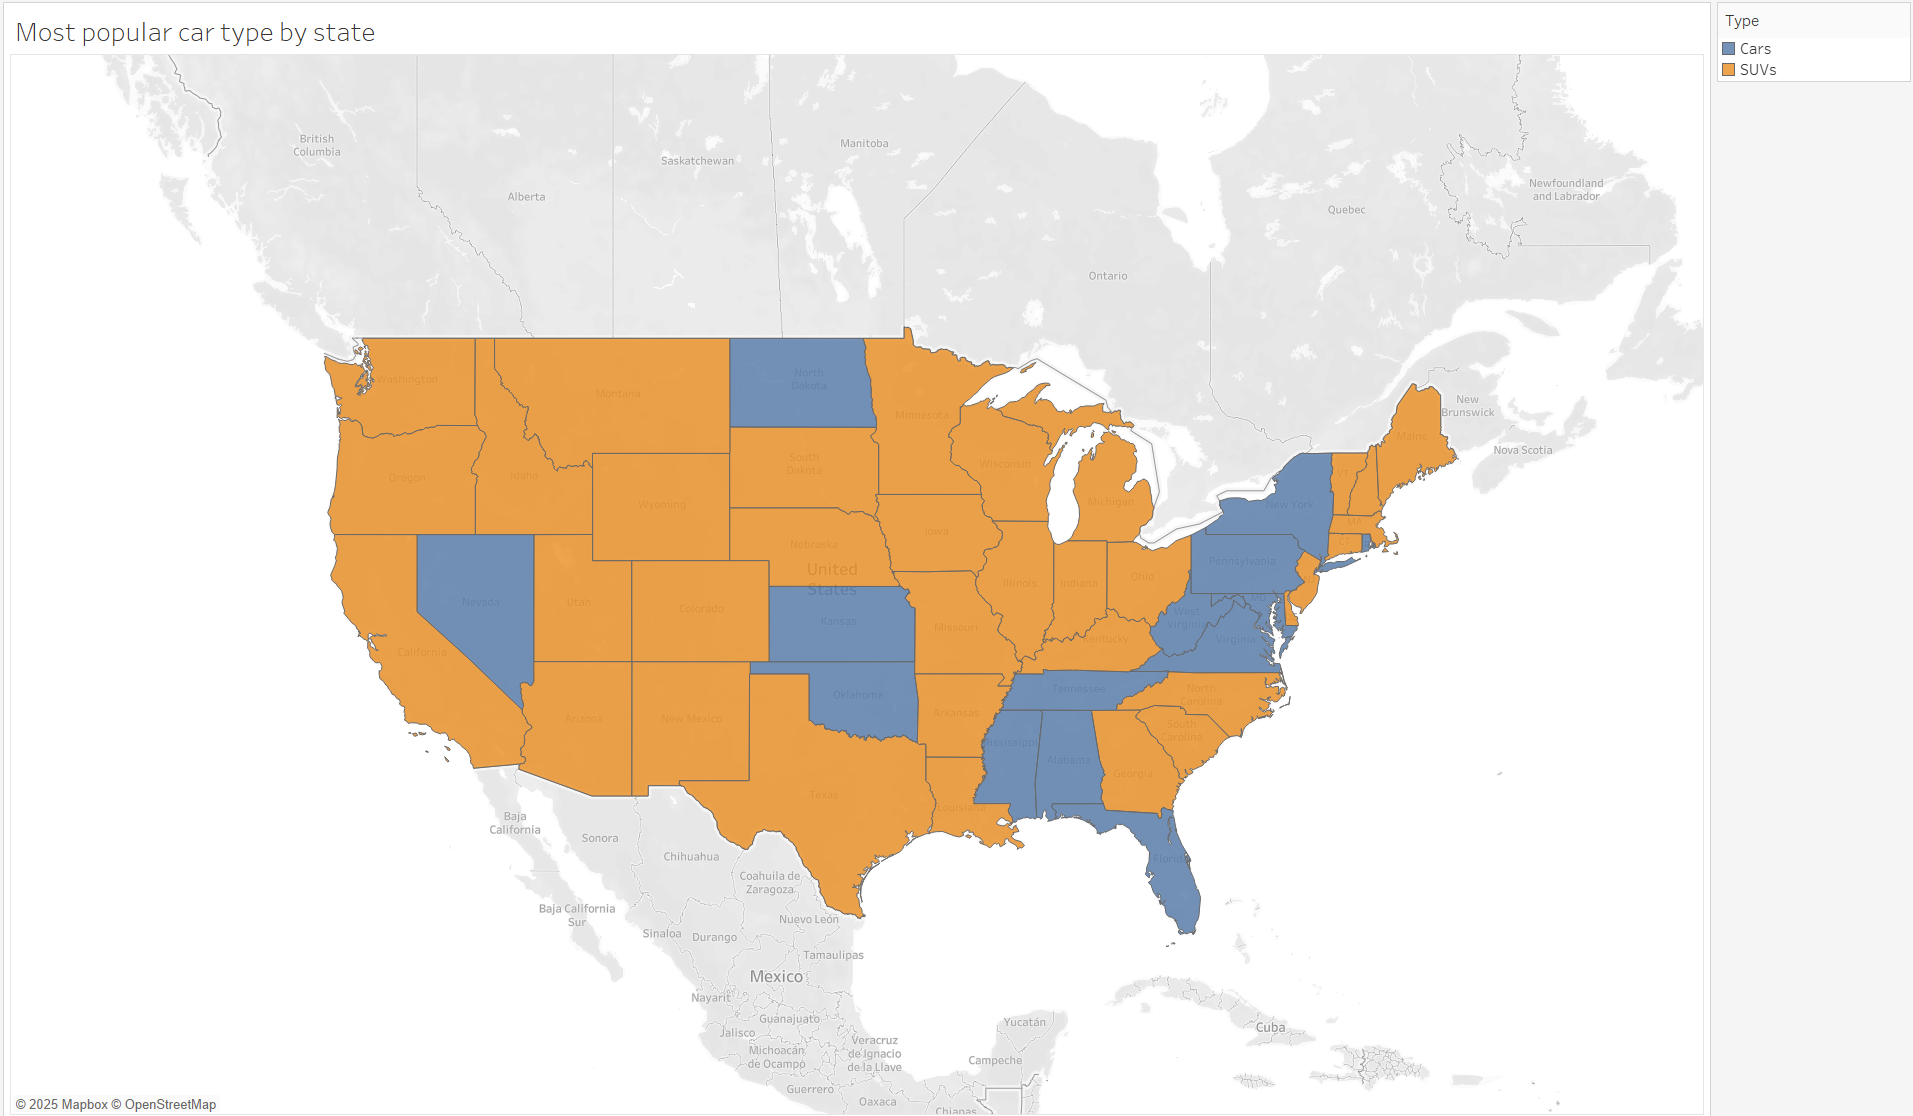 Most popular car type by state
Type
Cars
SUVs
British
Columbia
Alberta
Saskatchewan
Manitoba
Ontario
Quebec
Newfoundland
and Labrador
New
Brunswick
Nova Scotia
Washington
Montana
North
Dakota
Minnesota
Maine
Oregon
Idaho
Wyoming
South
Dakota
Wisconsin
Michigan
VT
New York
MA
CT
Iowa
Nebraska
United
States
Pennsylvania
Nevada
Utah
Colorado
Kansas
Illinois
Indiana
Ohio
MD
West
Virginia
Virginia
California
Missouri
Kentucky
Arizona
New Mexico
Oklahoma
Arkansas
Tennessee
North
Carolina
South
Carolina
Mississippi
Alabama
Georgia
Texas
Louisiana
Florida
Baja
California
Sonora
Chihuahua
Coahuila de
Zaragoza
Baja California
Sur
Nuevo León
Sinaloa
Durango
Tamaulipas
Mexico
Nayarit
Guanajuato
Jalisco
Michoacán
de Ocampo
Veracruz
de Ignacio
de la Llave
Yucatán
Campeche
Cuba
Guerrero
Oaxaca
Chiapas
© 2025 Mapbox © OpenStreetMap